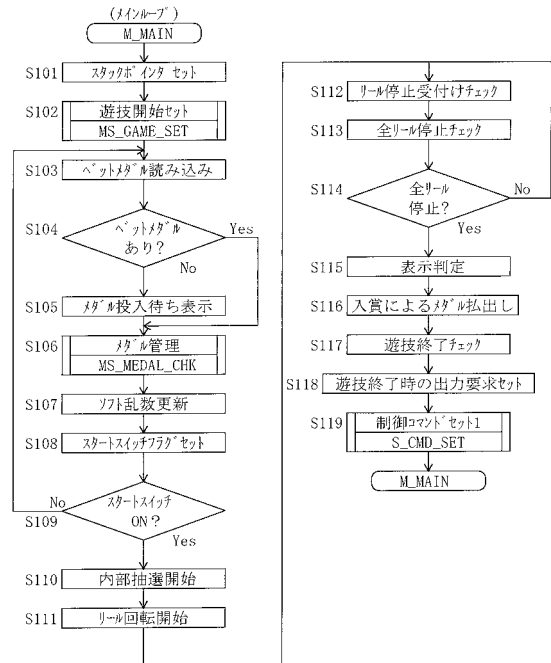 (ﾒｲﾝﾙｰﾌﾟ)
M_MAIN
S101
ｽﾀｯｸﾎﾟｲﾝﾀ ｾｯﾄ
S102
遊技開始セット
MS_GAME_SET
S103
ﾍﾞｯﾄﾒﾀﾞﾙ読み込み
S104
ﾍﾞｯﾄﾒﾀﾞﾙ
あり?
Yes
No
S105
ﾒﾀﾞﾙ投入待ち表示
S106
ﾒﾀﾞﾙ管理
MS_MEDAL_CHK
S107
ｿﾌﾄ乱数更新
S108
ｽﾀｰﾄｽｲｯﾁﾌﾗｸﾞｾｯﾄ
No
S109
ｽﾀｰﾄｽｲｯﾁ
ON?
Yes
S110
内部抽選開始
S111
ﾘｰﾙ回転開始
S112
ﾘｰﾙ停止受付けチェック
S113
全ﾘｰﾙ停止チェック
S114
全ﾘｰﾙ
停止?
No
Yes
S115
表示判定
S116
入賞によるﾒﾀﾞﾙ払出し
S117
遊技終了チェック
S118
遊技終了時の出力要求セット
S119
制御ｺﾏﾝﾄﾞｾｯﾄ1
S_CMD_SET
M_MAIN